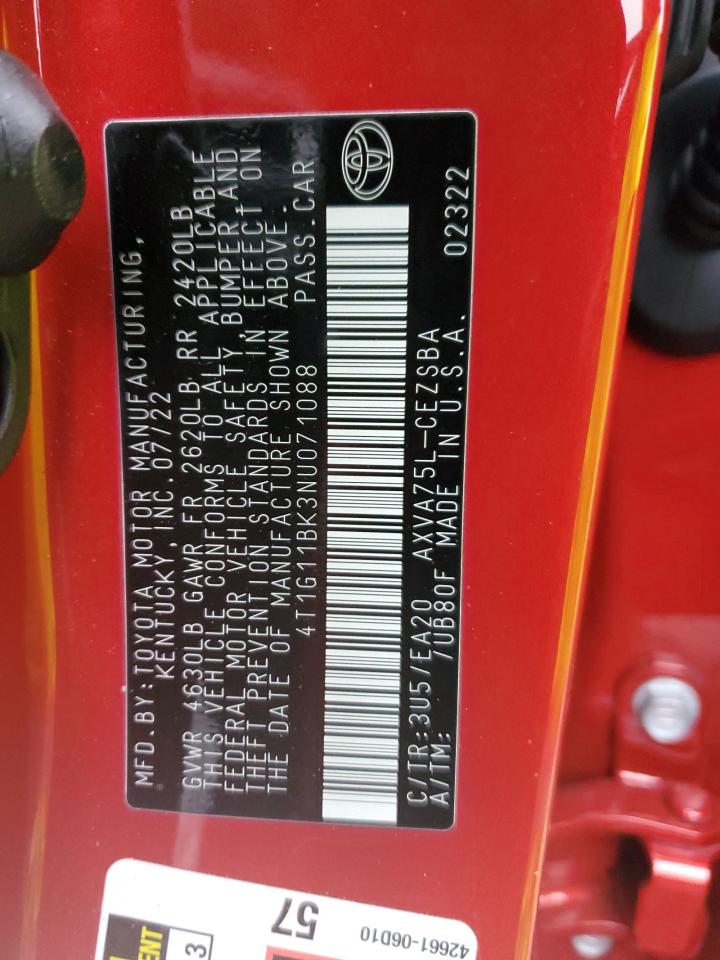 MFD.BY:TOYOTA MOTOR MANUFACTURING,
KENTUCKY, INC.07/22
GVWR 4630LB GAWR FR 2620LB RR 2420LB
THIS VEHICLE CONFORMS TO ALL APPLICABLE
FEDERAL MOTOR VEHICLE SAFETY, BUMPER, AND
THEFT PREVENTION STANDARDS IN EFFECT ON
THE DATE OF MANUFACTURE SHOWN ABOVE.
4T1G11BK3NU071088 PASS.CAR
C/TR:3U5/EA20 AXVA75L-CEZSBA
A/TM: /UB80F MADE IN U.S.A. 02322
57
42661-06D10
ENT
3